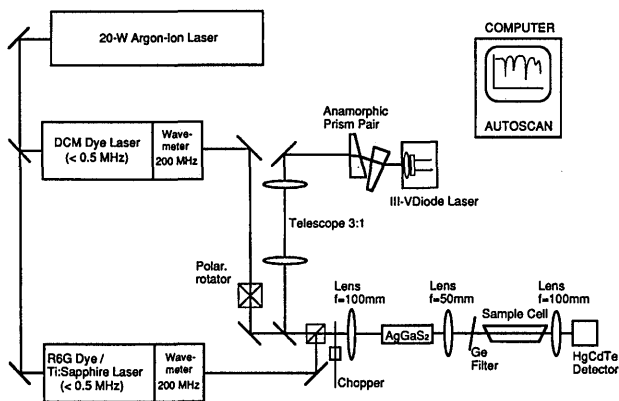 20-W Argon-Ion Laser
COMPUTER
AUTOSCAN
DCM Dye Laser
(< 0.5 MHz)
Wave-
meter
200 MHz
Anamorphic
Prism Pair
III-VDiode Laser
Telescope 3:1
Polar.
rotator
Lens
f=100mm
Lens
f=50mm
Lens
f=100mm
Sample Cell
AgGaS2
Ge
Filter
HgCdTe
Detector
Chopper
R6G Dye /
Ti:Sapphire Laser
(< 0.5 MHz)
Wave-
meter
200 MHz